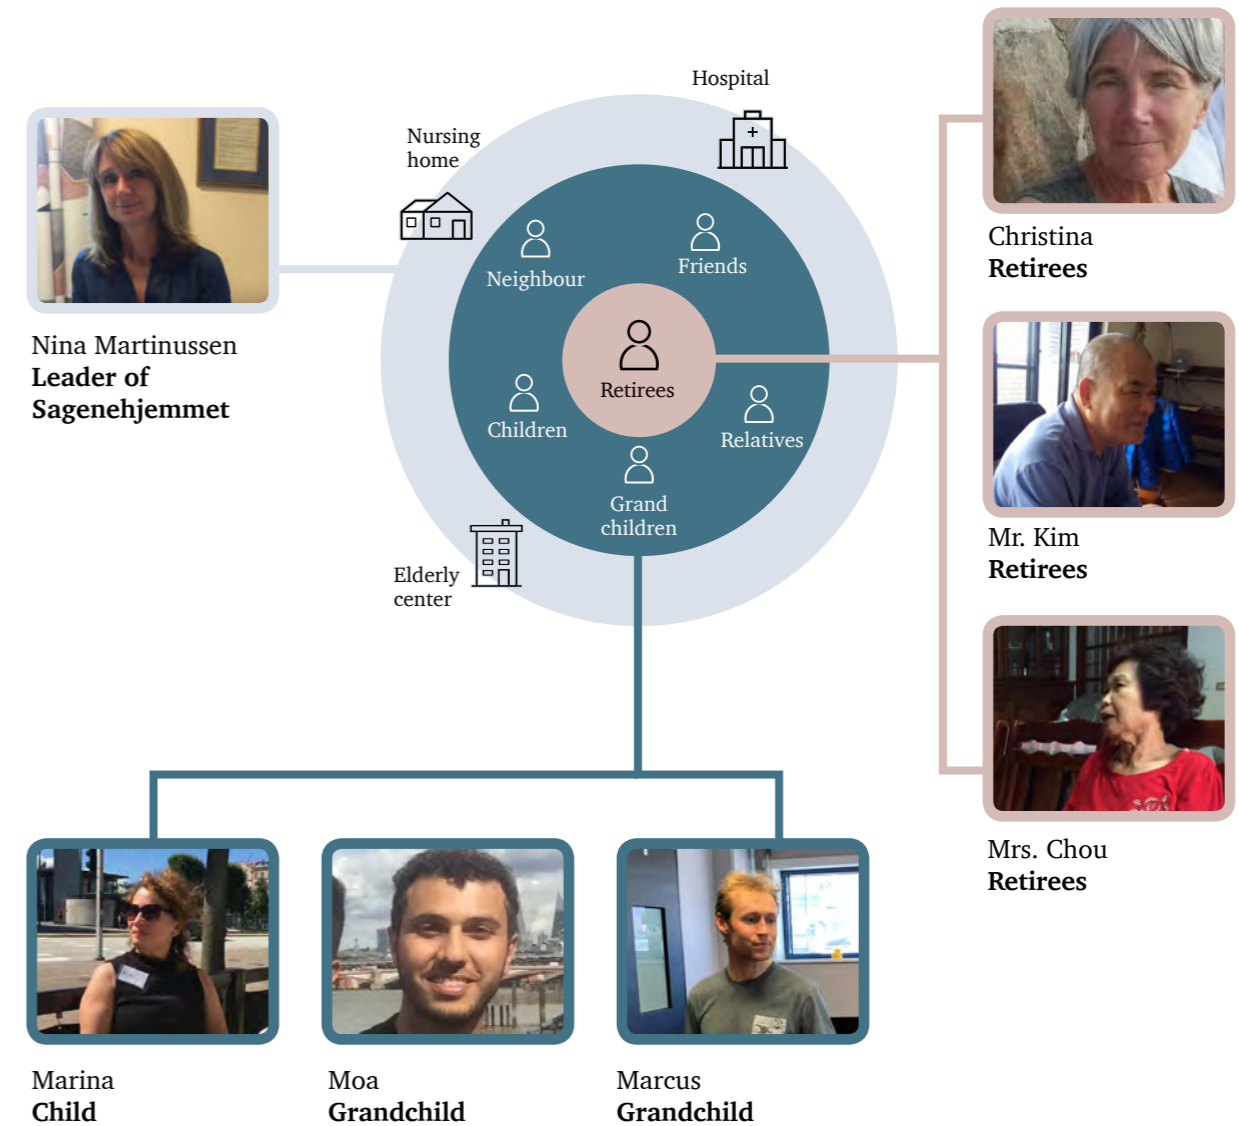 Hospital
Nursing
home
Neighbour
Friends
Retirees
Children
Relatives
Grand
children
Elderly
center
Nina Martinussen
Leader of
Sagenehjemmet
Christina
Retirees
Mr. Kim
Retirees
Mrs. Chou
Retirees
Marina
Child
Moa
Grandchild
Marcus
Grandchild